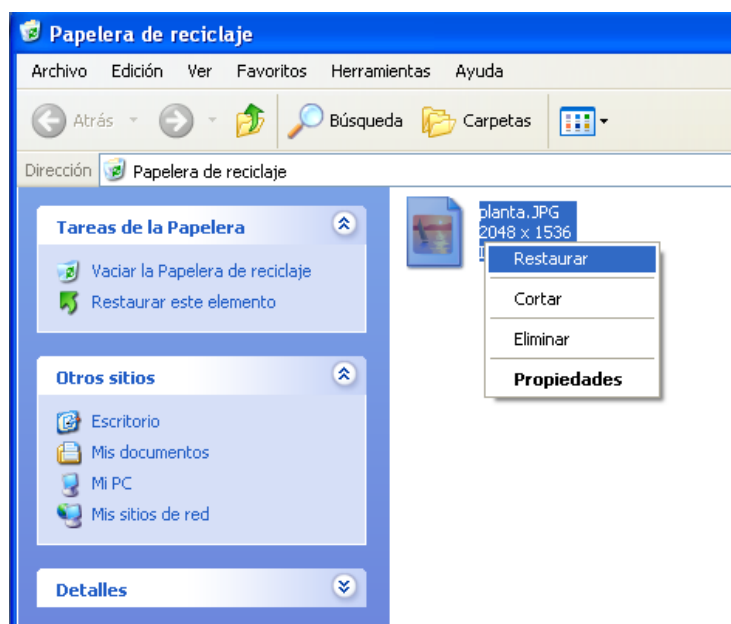 Papelera de reciclaje
Archivo Edición Ver Favoritos Herramientas Ayuda
Atrás Búsqueda Carpetas
Dirección Papelera de reciclaje
Tareas de la Papelera
Vaciar la Papelera de reciclaje
Restaurar este elemento
Otros sitios
Escritorio
Mis documentos
Mi PC
Mis sitios de red
Detalles
planta.JPG
2048 x 1536
Restaurar
Cortar
Eliminar
Propiedades